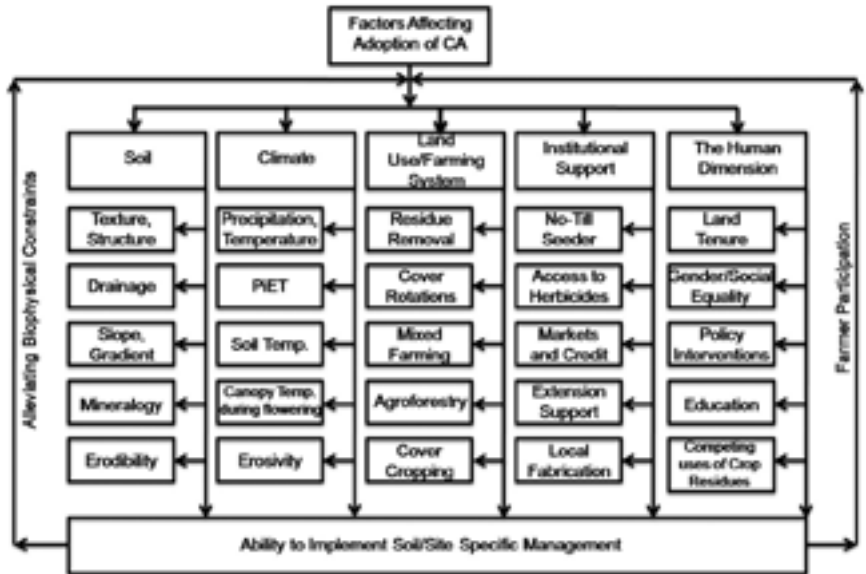 Factors Affecting
Adoption of CA
Soil
Climate
Land
Use/Farming
System
Institutional
Support
The Human
Dimension
Texture,
Structure
Precipitation,
Temperature
Residue
Removal
No-Till
Seeder
Land
Tenure
Drainage
P/ET
Cover
Rotations
Access to
Herbicides
Gender/Social
Equality
Slope,
Gradient
Soil Temp.
Mixed
Farming
Markets
and Credit
Policy
Interventions
Mineralogy
Canopy Temp.
during flowering
Agroforestry
Extension
Support
Education
Erodibility
Erosivity
Cover
Cropping
Local
Fabrication
Competing
uses of Crop
Residues
Ability to Implement Soil/Site Specific Management
Alleviating Biophysical Constraints
Farmer Participation